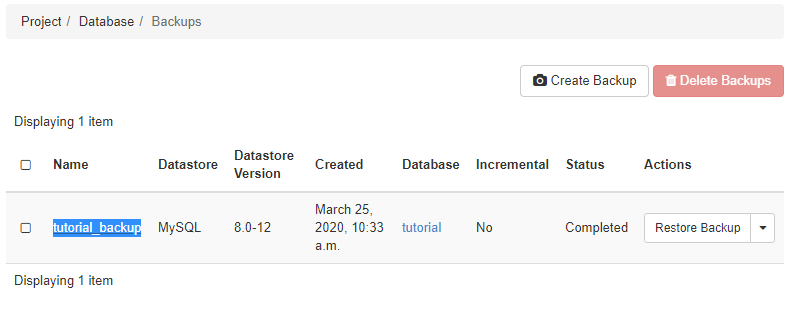 Project / Database / Backups
Create Backup
Delete Backups
Displaying 1 item
Name Datastore Datastore Version Created Database Incremental Status Actions
tutorial_backup MySQL 8.0-12 March 25, 2020, 10:33 a.m. tutorial No Completed Restore Backup
Displaying 1 item